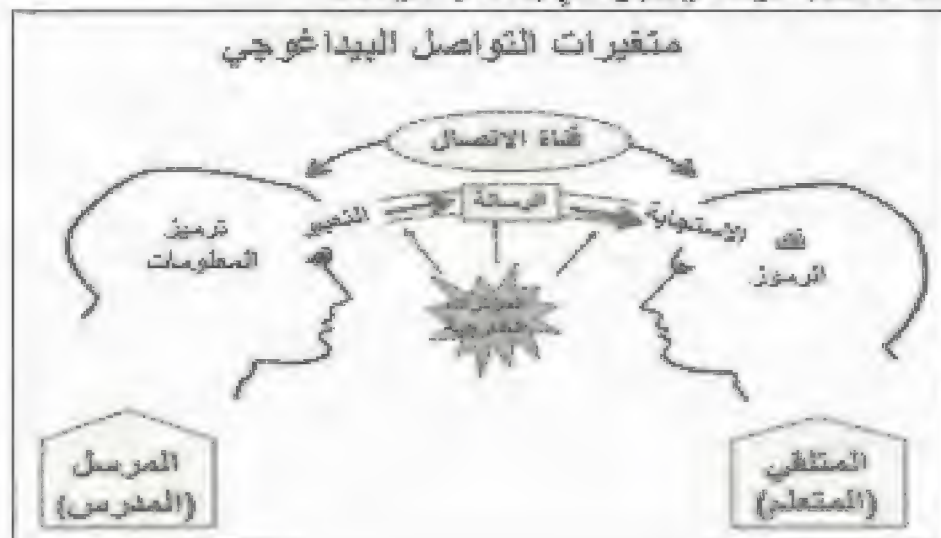 متغيرات التواصل البيداغوجي
قناة الاتصال
الرسالة
التعبير
الاستجابة
ترميز
المعلومات
فك
الرموز
المرسل
(المدرس)
المتلقي
(المتعلم)